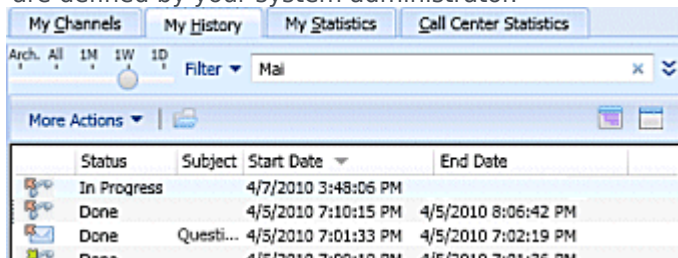 are defined by your system administrator.
My Channels My History My Statistics Call Center Statistics
Arch. All 1M 1W 1D Filter Mai
More Actions
Status Subject Start Date End Date
In Progress 4/7/2010 3:48:06 PM
Done 4/5/2010 7:10:15 PM 4/5/2010 8:06:42 PM
Done Questi... 4/5/2010 7:01:33 PM 4/5/2010 7:02:19 PM